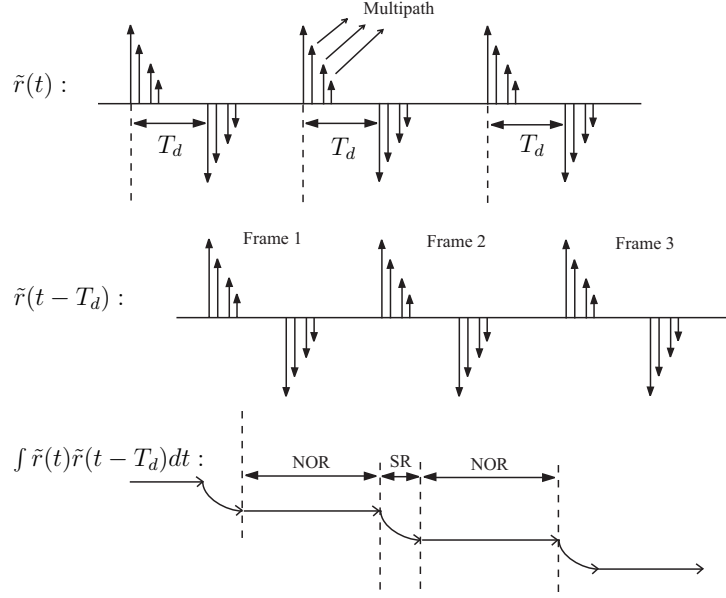 Multipath
r̃(t) :
T_d T_d T_d
Frame 1 Frame 2 Frame 3
r̃(t − T_d) :
∫ r̃(t)r̃(t − T_d)dt :
NOR SR NOR